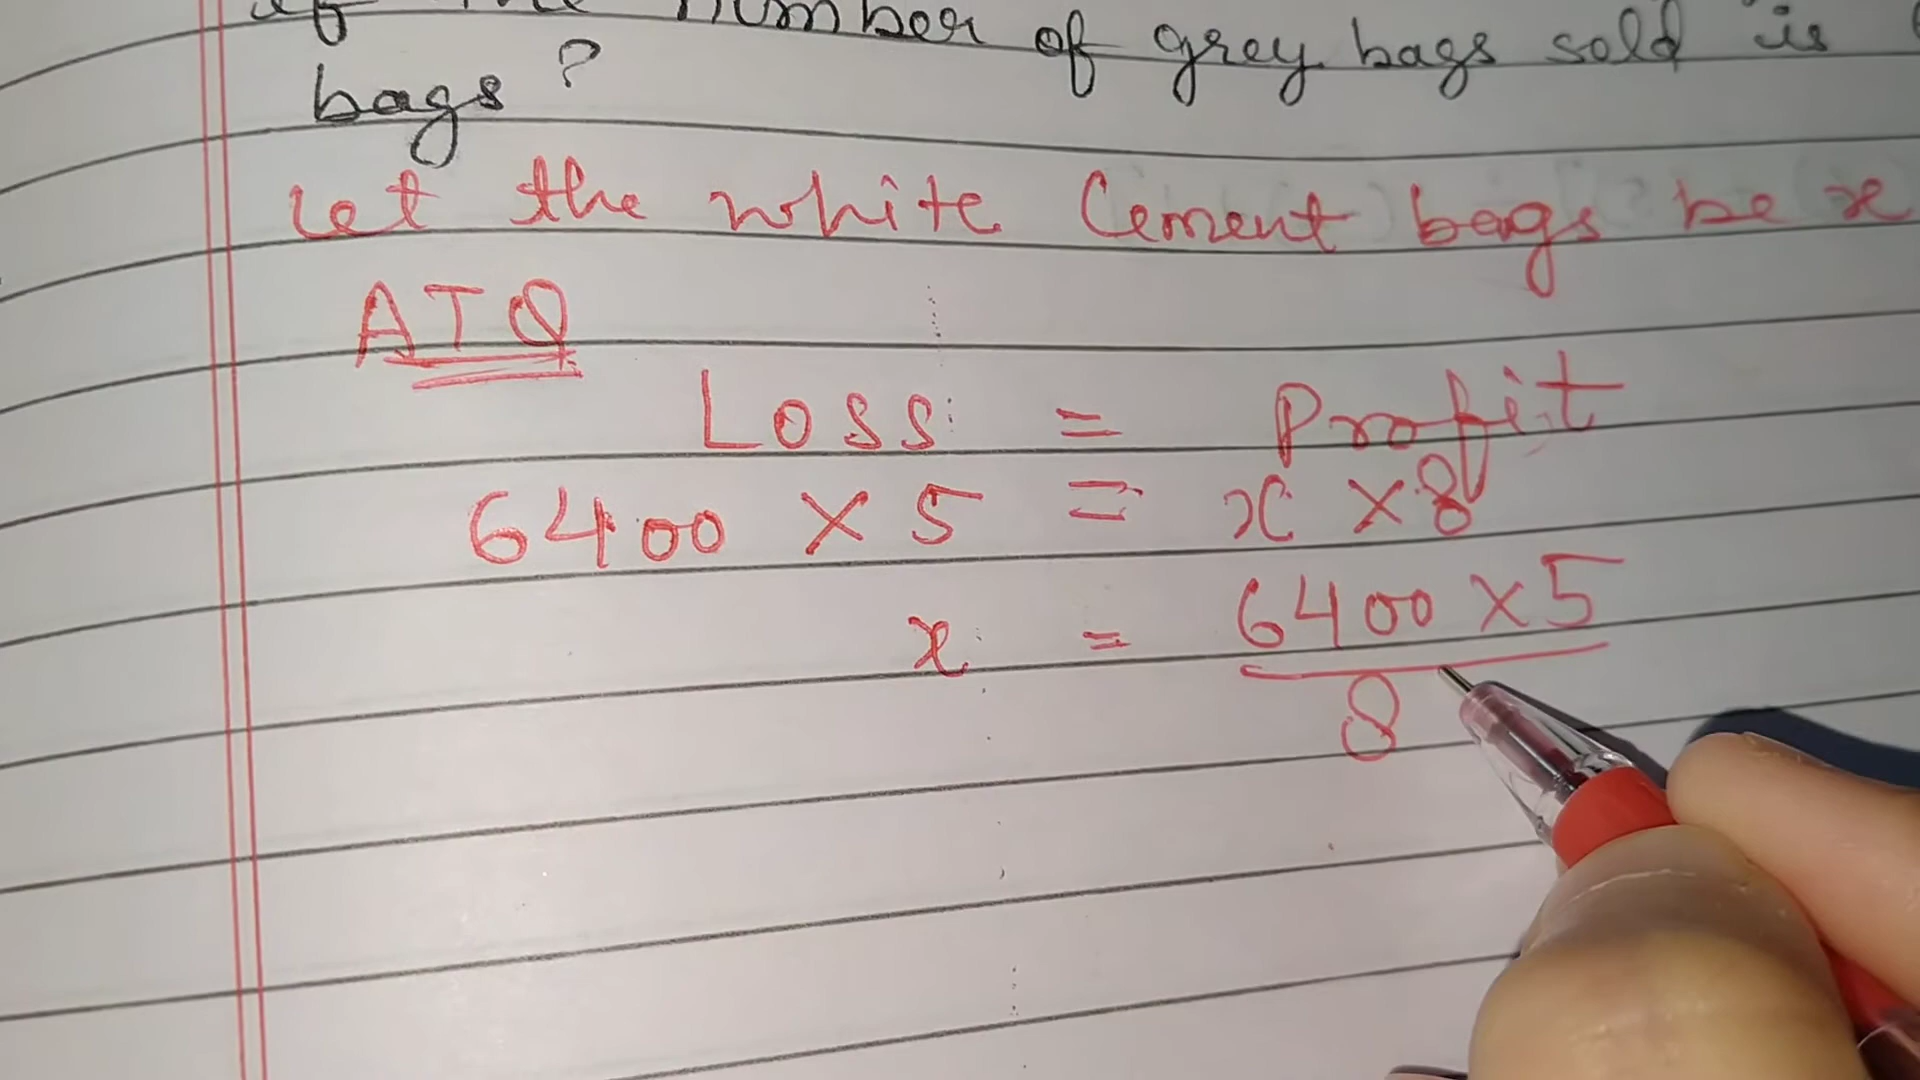 the number of grey bags sold is
bags?
Let the white Cement bags be x
ATQ
Loss = Profit
6400 × 5 = x × 8
x = 6400 × 5
8